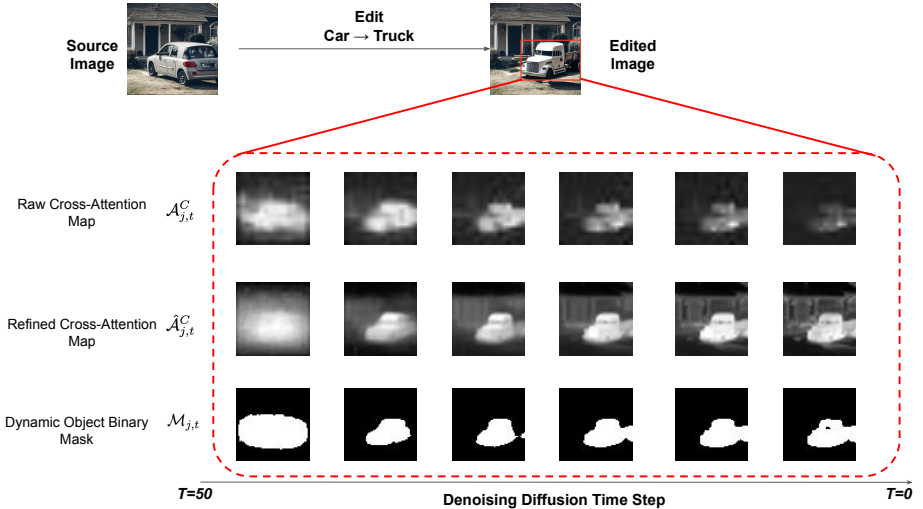 Source
Image
Edit
Car → Truck
Edited
Image
Raw Cross-Attention
Map
𝒜^C_{j,t}
Refined Cross-Attention
Map
𝒜̂^C_{j,t}
Dynamic Object Binary
Mask
ℳ_{j,t}
T=50
Denoising Diffusion Time Step
T=0